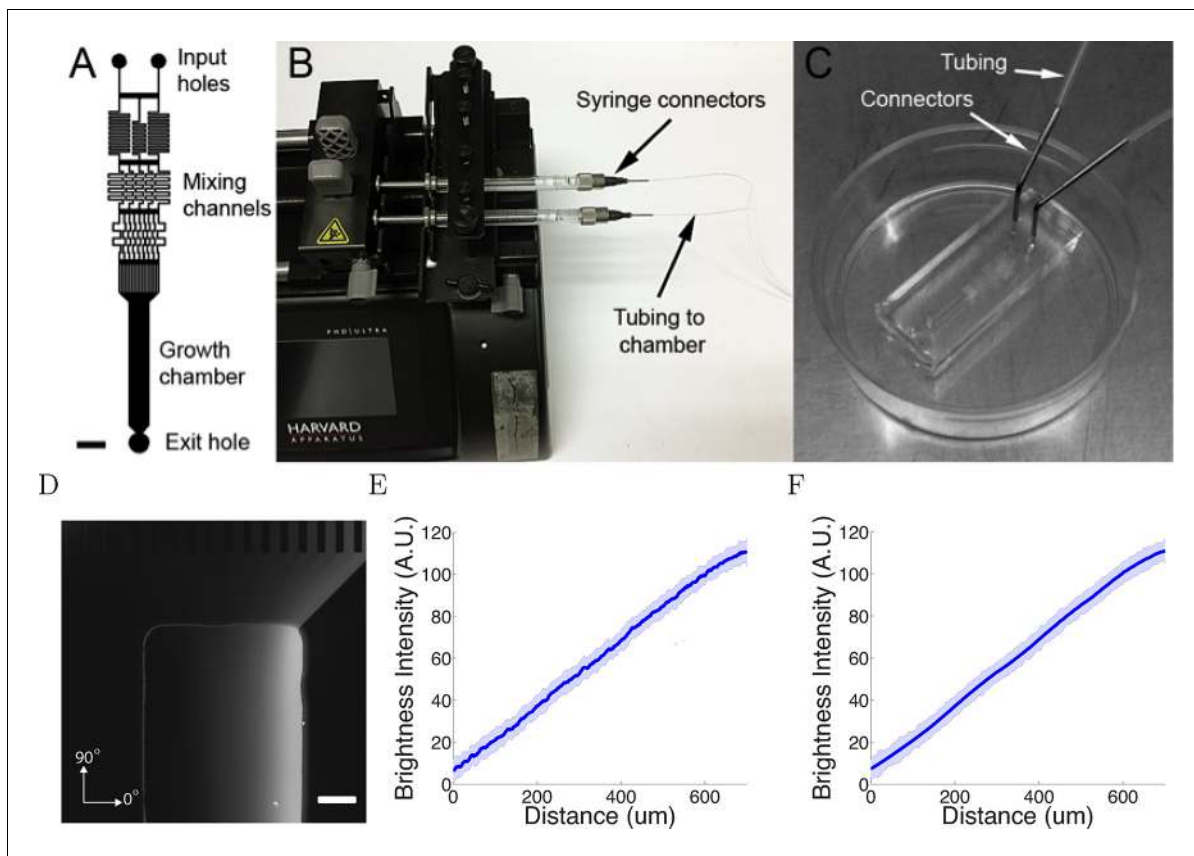 A
Input
holes
Mixing
channels
Growth
chamber
Exit hole
B
Syringe connectors
Tubing to
chamber
PHD|ULTRA
HARVARD
APPARATUS
C
Tubing
Connectors
D
90°
0°
E
Brightness Intensity (A.U.)
120
100
80
60
40
20
0
0 200 400 600
Distance (um)
F
Brightness Intensity (A.U.)
120
100
80
60
40
20
0
0 200 400 600
Distance (um)